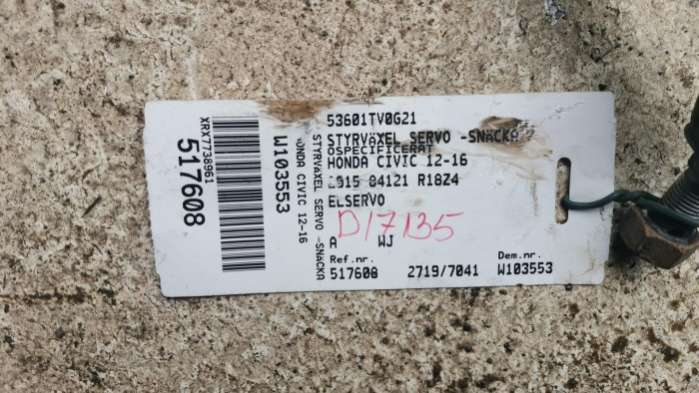 53601TV0G21
STYRVÄXEL SERVO -SNÄCKA
OSPECIFICERAT
HONDA CIVIC 12-16
2015 84121 R18Z4
ELSERVO
D17135
A WJ
Ref.nr. Dem.nr.
517608 2719/7041 W103553
XRX7738961
517608
W103553
STYRVÄXEL SERVO -SNÄCKA
HONDA CIVIC 12-16